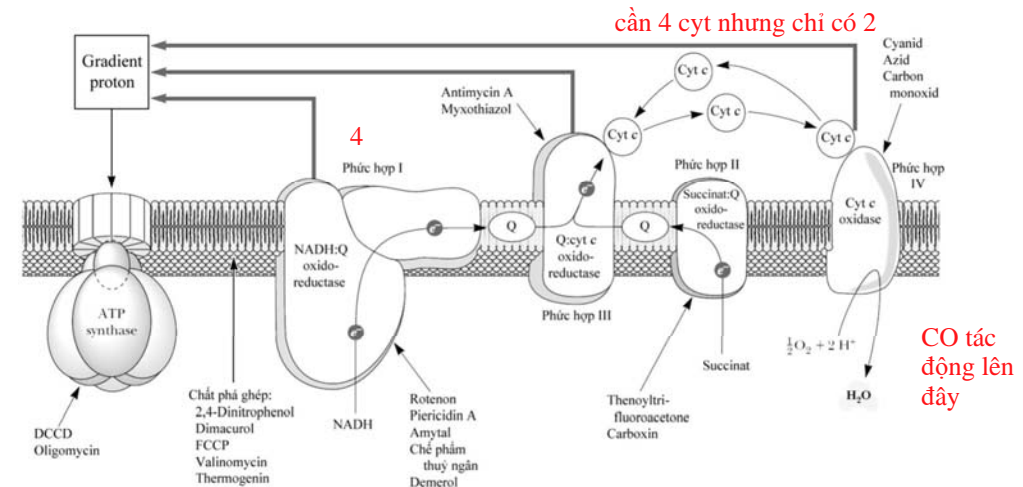 cần 4 cyt nhưng chỉ có 2
Gradient
proton
Cyt c
Cyt c
Cyt c
Cyt c
Cyanid
Azid
Carbon
monoxid
Antimycin A
Myxothiazol
4
Phức hợp I
Phức hợp II
Phức hợp
IV
NADH:Q
oxido-
reductase
e⁻
e⁻
Q
e⁻
Q:cyt c
oxido-
reductase
Phức hợp III
Q
Succinat:Q
oxido-
reductase
e⁻
Cyt c
oxidase
ATP
synthase
½O₂ + 2 H⁺
H₂O
CO tác
động lên
đây
Succinat
NADH
DCCD
Oligomycin
Chất phá ghép:
2,4-Dinitrophenol
Dimacurol
FCCP
Valinomycin
Thermogenin
Rotenon
Piericidin A
Amytal
Chế phẩm
thuỷ ngân
Demerol
Thenoyltri-
fluoroacetone
Carboxin